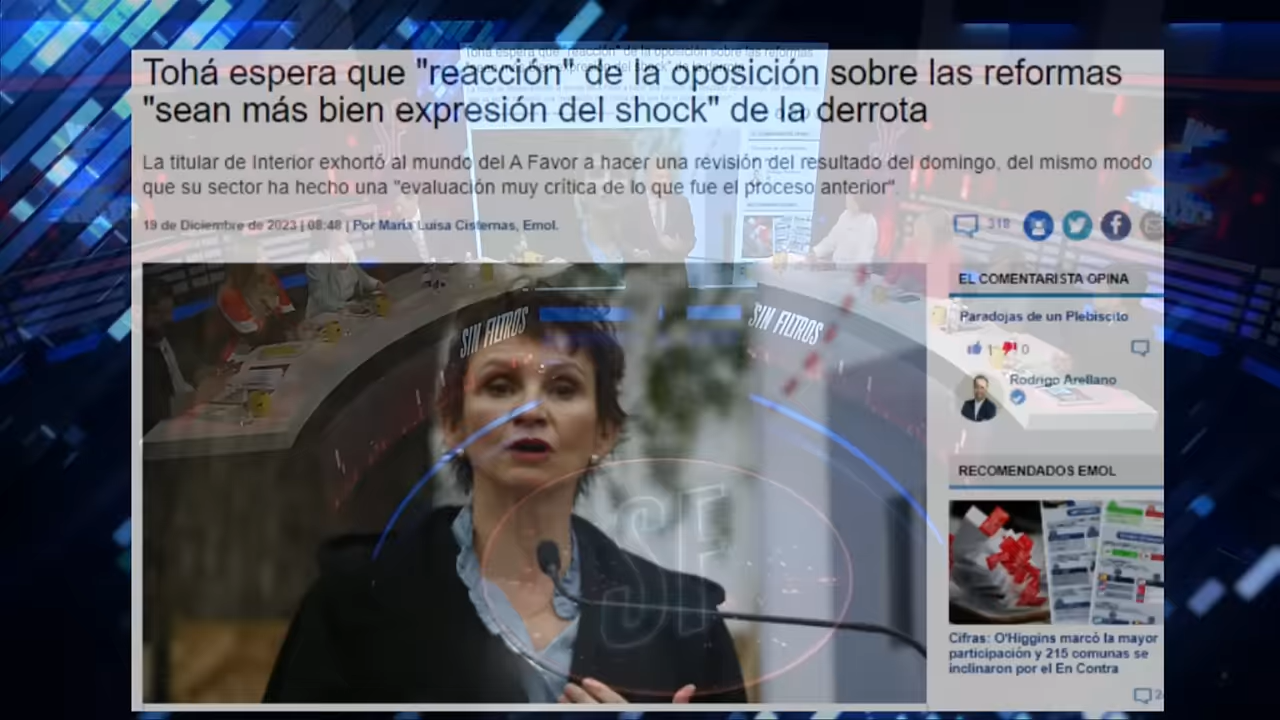 Tohá espera que "reacción" de la oposición sobre las reformas
"sean más bien expresión del shock" de la derrota
La titular de Interior exhortó al mundo del A Favor a hacer una revisión del resultado del domingo, del mismo modo
que su sector ha hecho una "evaluación muy crítica de lo que fue el proceso anterior".
19 de Diciembre de 2023 | 08:48 | Por María Luisa Cisternas, Emol.
318
EL COMENTARISTA OPINA
Paradojas de un Plebiscito
1 0
Rodrigo Arellano
RECOMENDADOS EMOL
Cifras: O'Higgins marcó la mayor
participación y 215 comunas se
inclinaron por el En Contra
SIN FILTROS
SIN FILTROS
SF